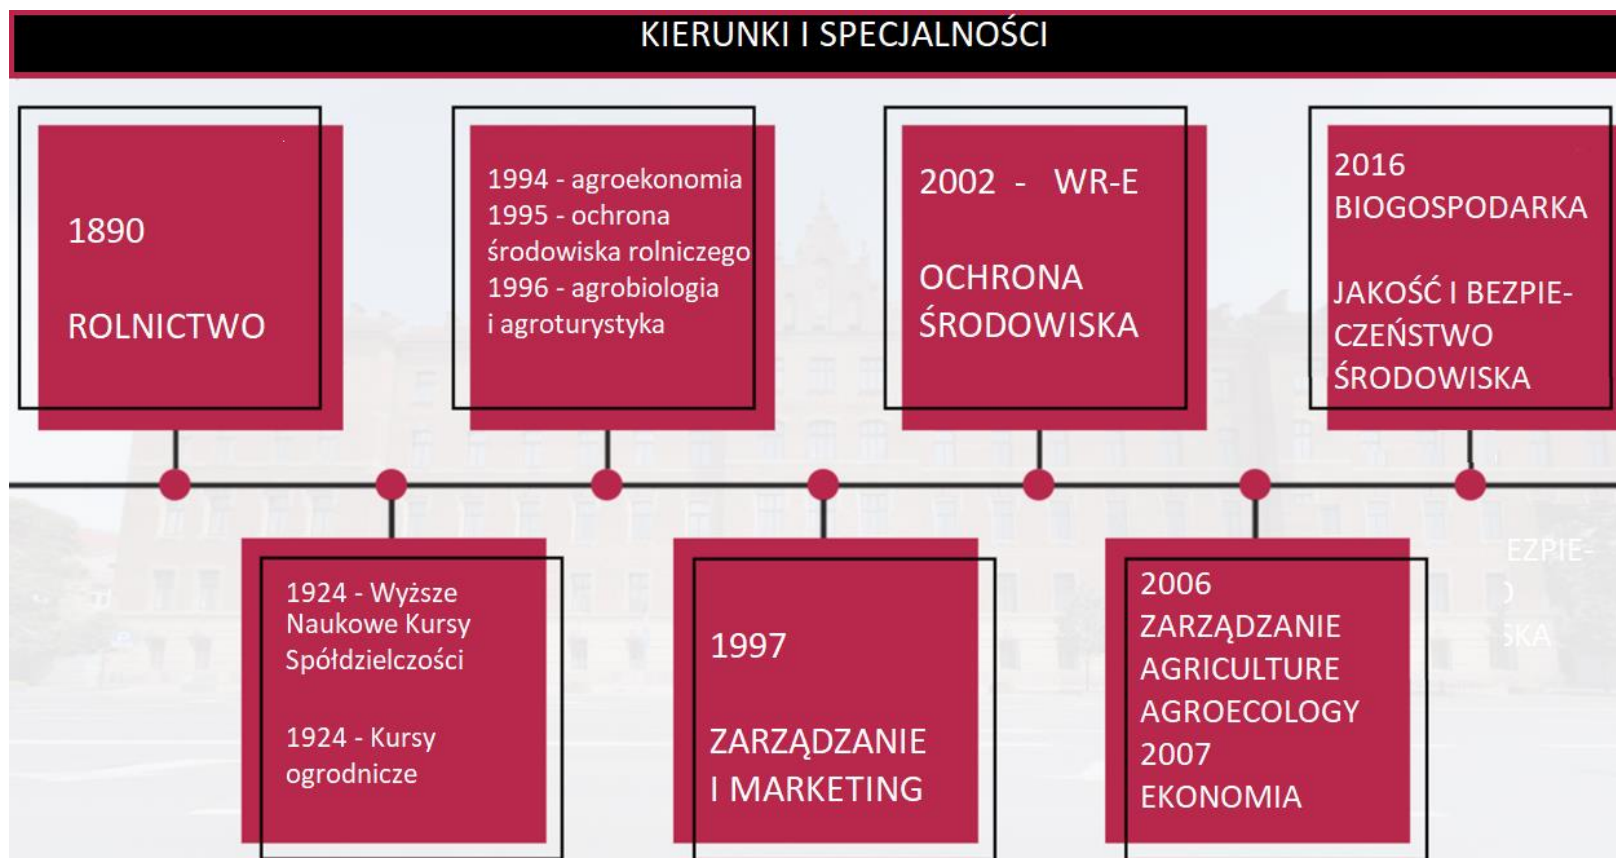 KIERUNKI I SPECJALNOŚCI
1890
ROLNICTWO
1924 - Wyższe
Naukowe Kursy
Spółdzielczości
1924 - Kursy
ogrodnicze
1994 - agroekonomia
1995 - ochrona
środowiska rolniczego
1996 - agrobiologia
i agroturystyka
1997
ZARZĄDZANIE
I MARKETING
2002 - WR-E
OCHRONA
ŚRODOWISKA
2006
ZARZĄDZANIE
AGRICULTURE
AGROECOLOGY
2007
EKONOMIA
2016
BIOGOSPODARKA
JAKOŚĆ I BEZPIE-
CZEŃSTWO
ŚRODOWISKA
EZPIE-
SKA